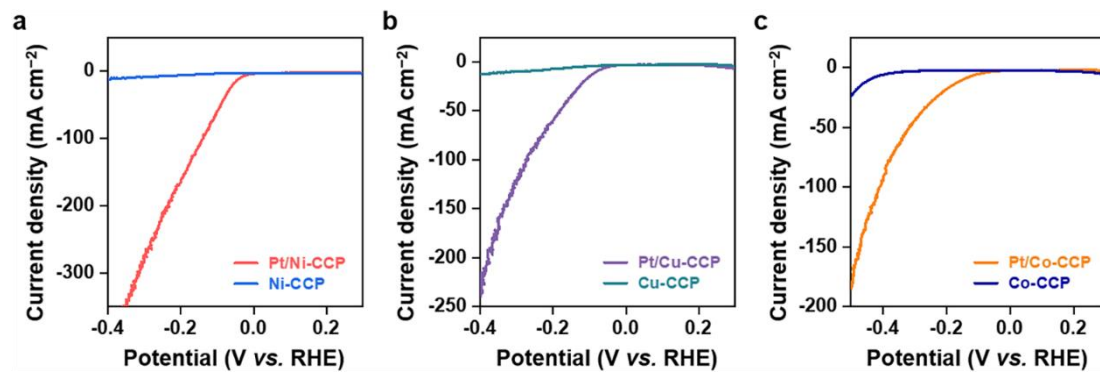 a
Current density (mA cm⁻²)
0
-100
-200
-300
Pt/Ni-CCP
Ni-CCP
-0.4
-0.2
0.0
0.2
Potential (V vs. RHE)
b
Current density (mA cm⁻²)
0
-50
-100
-150
-200
-250
Pt/Cu-CCP
Cu-CCP
-0.4
-0.2
0.0
0.2
Potential (V vs. RHE)
c
Current density (mA cm⁻²)
0
-50
-100
-150
-200
Pt/Co-CCP
Co-CCP
-0.4
-0.2
0.0
0.2
Potential (V vs. RHE)